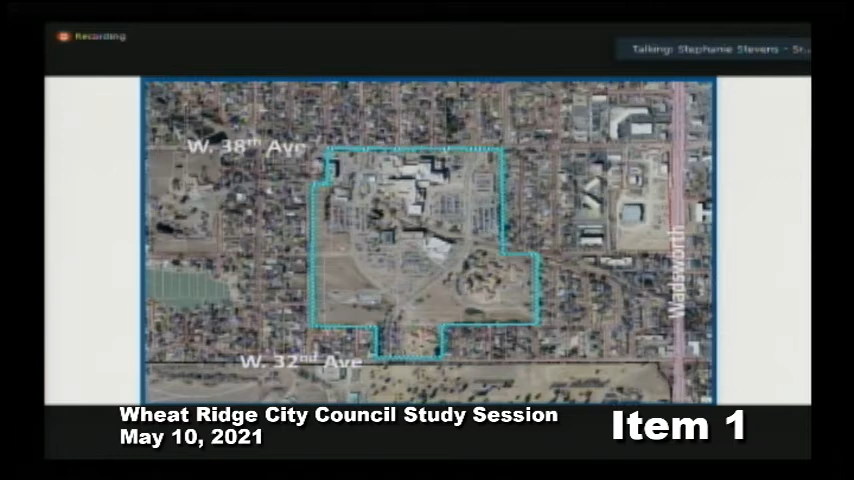 Recording
Talking: Stephanie Stevens - Sr...
W. 38th Ave
Wadsworth
W. 32nd Ave
Wheat Ridge City Council Study Session
May 10, 2021
Item 1